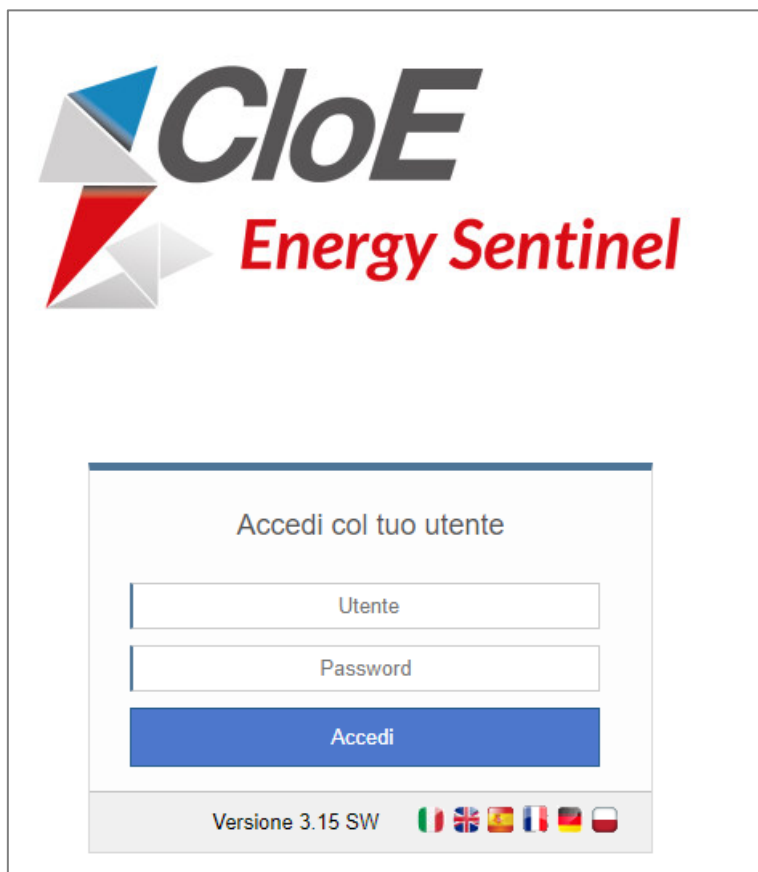 CloE
Energy Sentinel
Accedi col tuo utente
Utente
Password
Accedi
Versione 3.15 SW